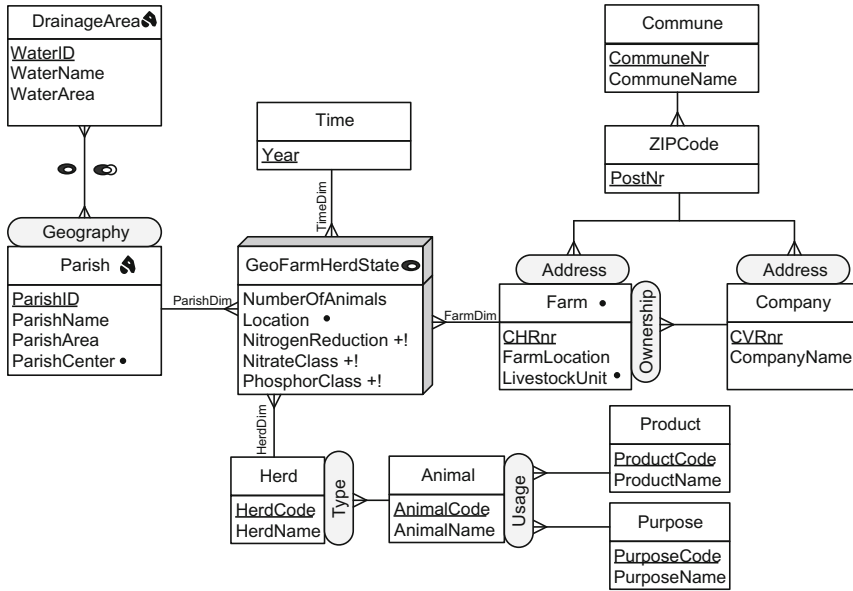 DrainageArea
WaterID
WaterName
WaterArea
Geography
Parish
ParishID
ParishName
ParishArea
ParishCenter
ParishDim
Time
Year
TimeDim
GeoFarmHerdState
NumberOfAnimals
Location
NitrogenReduction +!
NitrateClass +!
PhosphorClass +!
HerdDim
FarmDim
Commune
CommuneNr
CommuneName
ZIPCode
PostNr
Address
Farm
CHRnr
FarmLocation
LivestockUnit
Ownership
Address
Company
CVRnr
CompanyName
Herd
HerdCode
HerdName
Type
Animal
AnimalCode
AnimalName
Usage
Product
ProductCode
ProductName
Purpose
PurposeCode
PurposeName